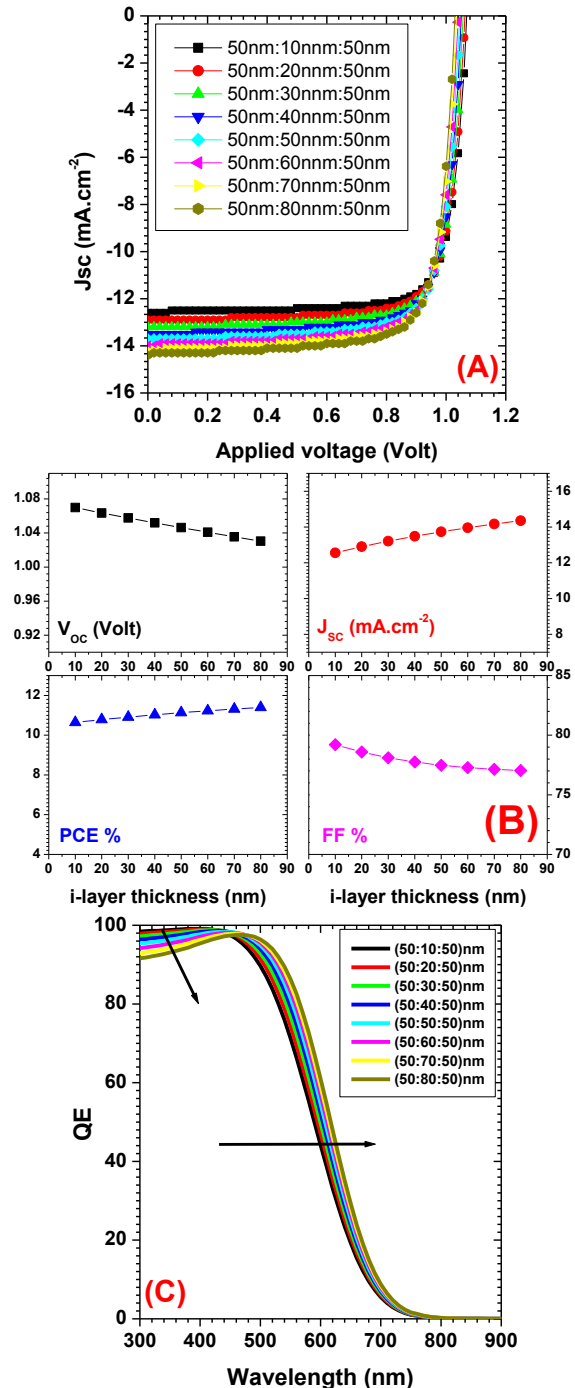 0
-2
-4
-6
-8
-10
-12
-14
-16
Jsc (mA.cm-2)
50nm:10nnm:50nm
50nm:20nnm:50nm
50nm:30nnm:50nm
50nm:40nnm:50nm
50nm:50nnm:50nm
50nm:60nnm:50nm
50nm:70nnm:50nm
50nm:80nnm:50nm
(A)
0.0 0.2 0.4 0.6 0.8 1.0 1.2
Applied voltage (Volt)
1.08
1.04
1.00
0.96
0.92
VOC (Volt)
0 10 20 30 40 50 60 70 80 90
16
14
12
10
8
JSC (mA.cm-2)
0 10 20 30 40 50 60 70 80 90
12
10
8
6
4
PCE %
0 10 20 30 40 50 60 70 80 90
i-layer thickness (nm)
85
80
75
70
FF %
(B)
0 10 20 30 40 50 60 70 80 90
i-layer thickness (nm)
100
80
60
40
20
0
QE
(50:10:50)nm
(50:20:50)nm
(50:30:50)nm
(50:40:50)nm
(50:50:50)nm
(50:60:50)nm
(50:70:50)nm
(50:80:50)nm
(C)
300 400 500 600 700 800 900
Wavelength (nm)